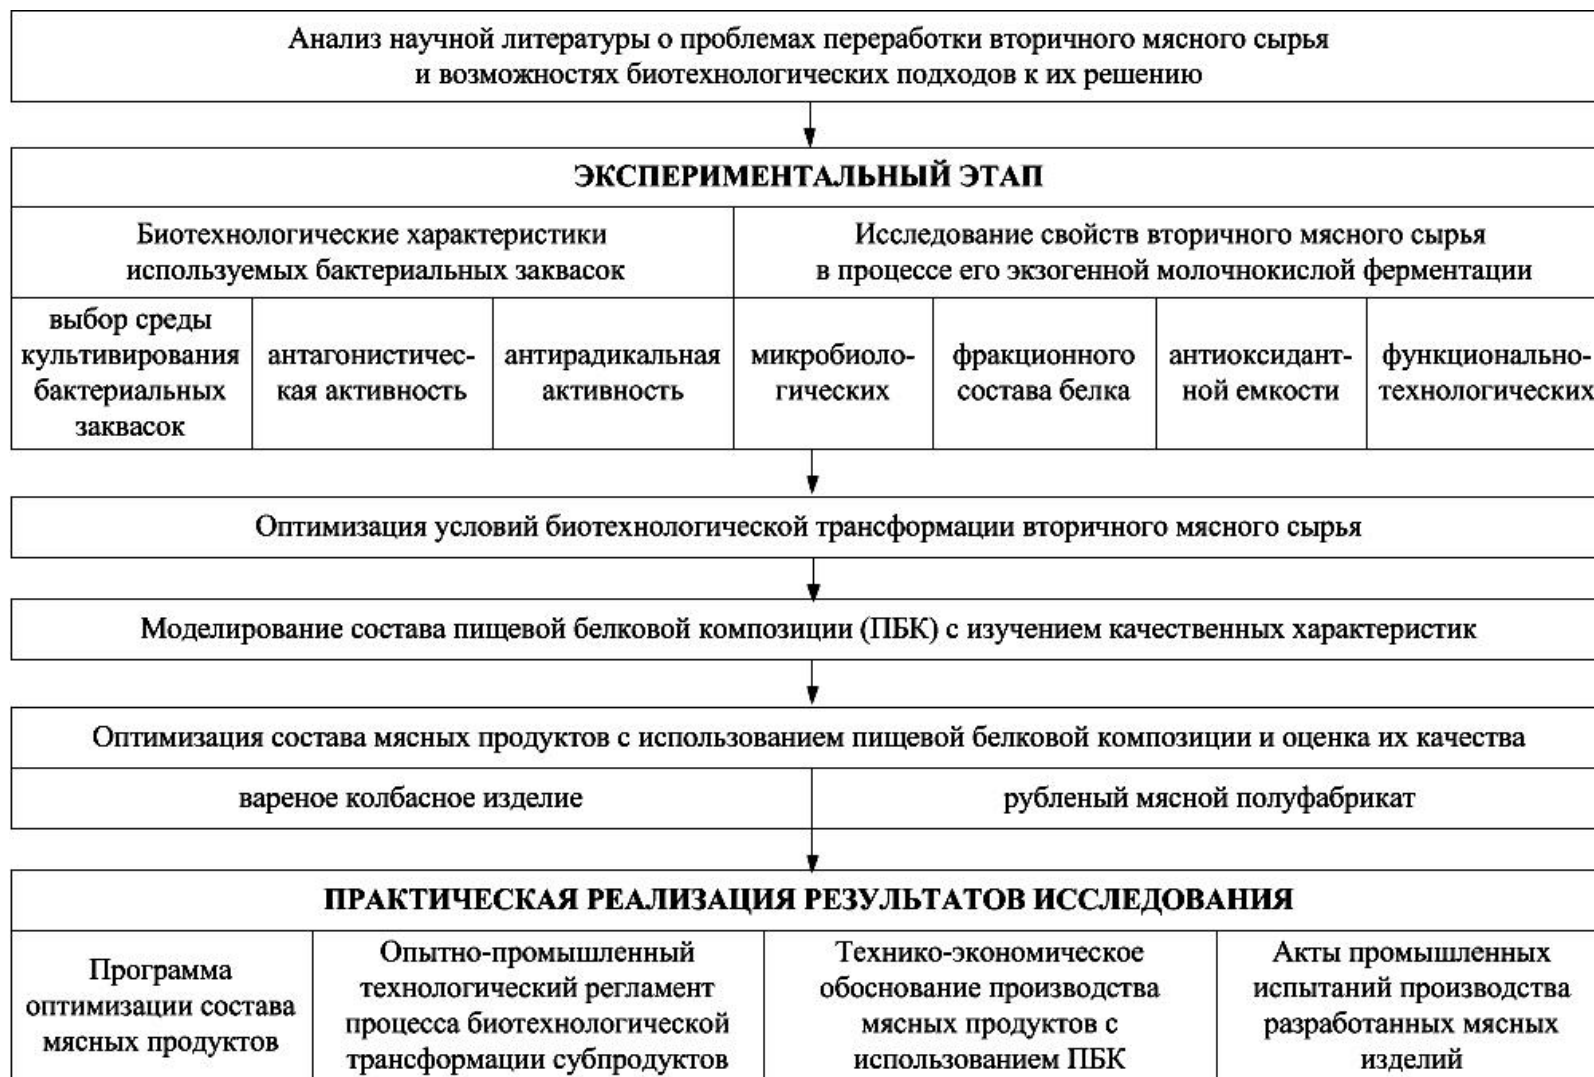 Анализ научной литературы о проблемах переработки вторичного мясного сырья
и возможностях биотехнологических подходов к их решению
ЭКСПЕРИМЕНТАЛЬНЫЙ ЭТАП
Биотехнологические характеристики
используемых бактериальных заквасок
Исследование свойств вторичного мясного сырья
в процессе его экзогенной молочнокислой ферментации
выбор среды
культивирования
бактериальных
заквасок
антагонистичес-
кая активность
антирадикальная
активность
микробиоло-
гических
фракционного
состава белка
антиоксидант-
ной емкости
функционально-
технологических
Оптимизация условий биотехнологической трансформации вторичного мясного сырья
Моделирование состава пищевой белковой композиции (ПБК) с изучением качественных характеристик
Оптимизация состава мясных продуктов с использованием пищевой белковой композиции и оценка их качества
вареное колбасное изделие
рубленый мясной полуфабрикат
ПРАКТИЧЕСКАЯ РЕАЛИЗАЦИЯ РЕЗУЛЬТАТОВ ИССЛЕДОВАНИЯ
Программа
оптимизации состава
мясных продуктов
Опытно-промышленный
технологический регламент
процесса биотехнологической
трансформации субпродуктов
Технико-экономическое
обоснование производства
мясных продуктов с
использованием ПБК
Акты промышленных
испытаний производства
разработанных мясных
изделий